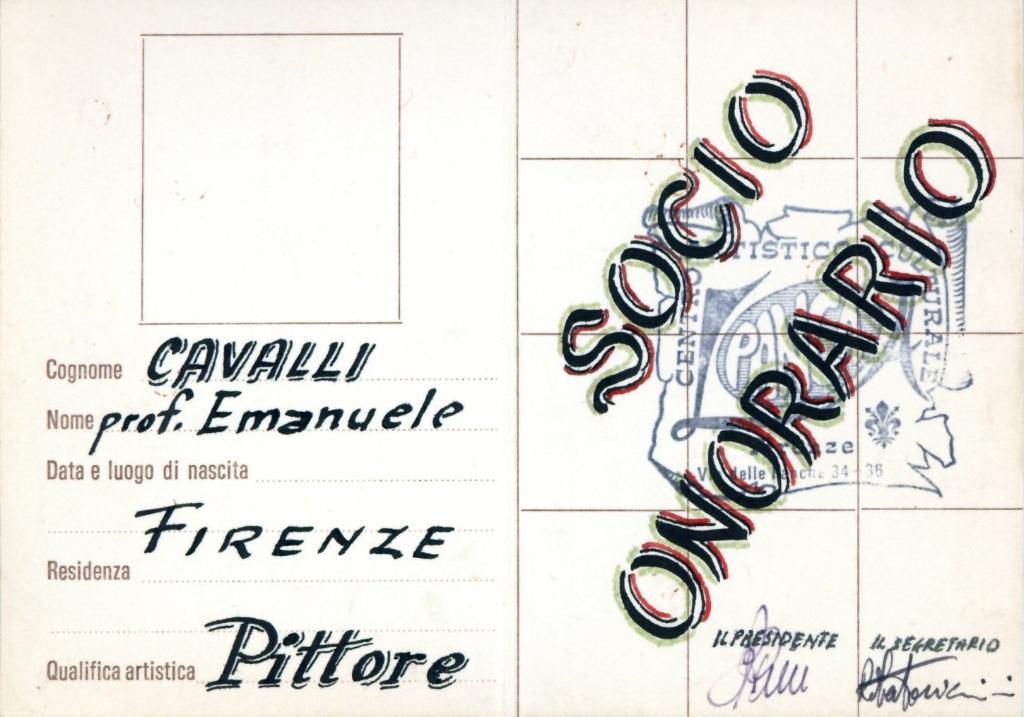 Cognome CAVALLI
Nome prof. Emanuele
Data e luogo di nascita
FIRENZE
Residenza
Qualifica artistica Pittore
SOCIO
ONORARIO
CENTRO ARTISTICO CULTURALE
Firenze
Via delle Panche 34-36
IL PRESIDENTE
IL SEGRETARIO